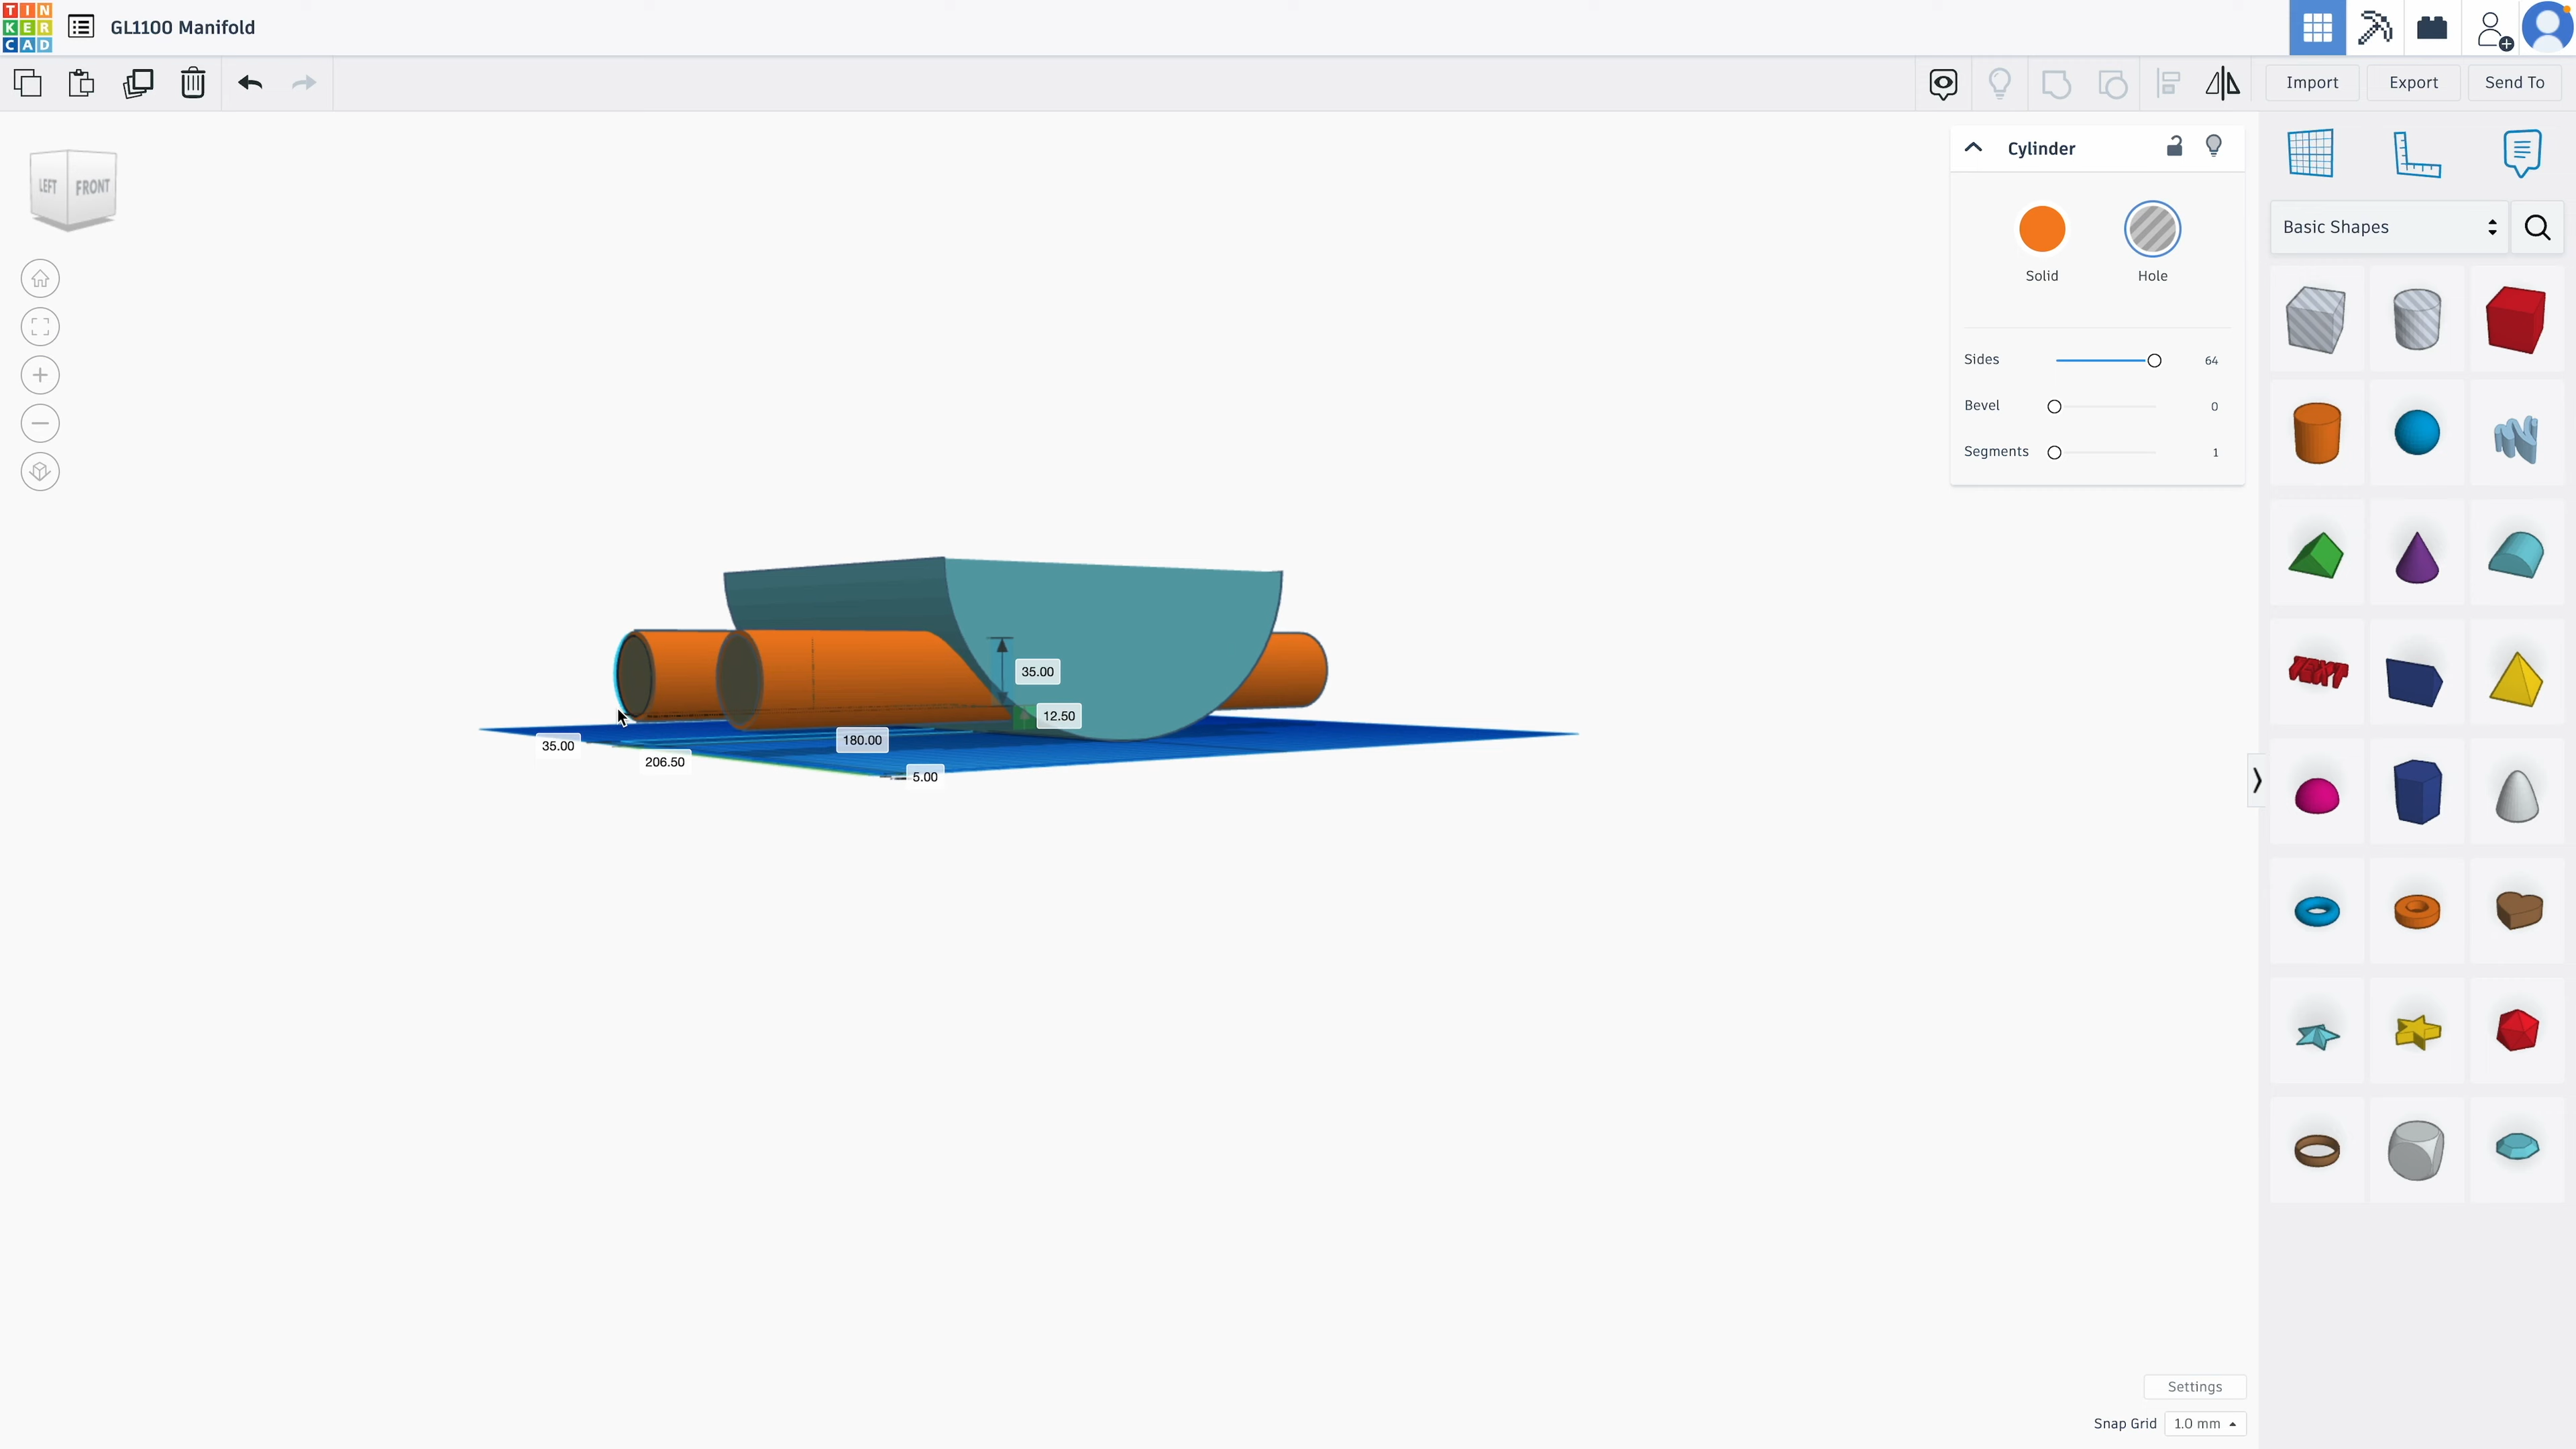 TIN
KER
CAD
GL1100 Manifold
Import
Export
Send To
LEFT
FRONT
Cylinder
Solid
Hole
Sides
64
Bevel
0
Segments
1
Basic Shapes
TEXT
35.00
12.50
35.00
180.00
206.50
5.00
Settings
Snap Grid
1.0 mm